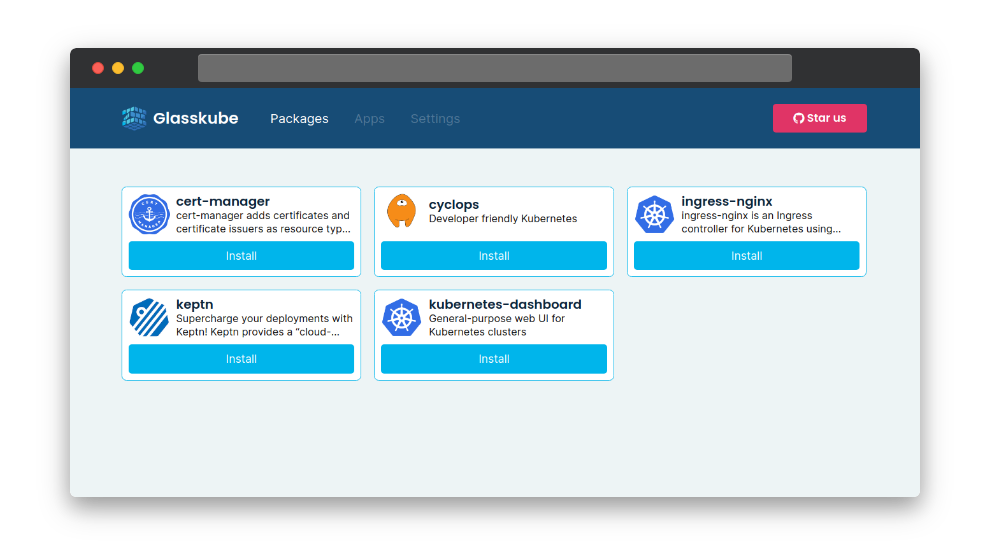 Glasskube Packages Apps Settings Star us
cert-manager
cert-manager adds certificates and
certificate issuers as resource typ...
Install
cyclops
Developer friendly Kubernetes
Install
ingress-nginx
ingress-nginx is an Ingress
controller for Kubernetes using...
Install
keptn
Supercharge your deployments with
Keptn! Keptn provides a "cloud-...
Install
kubernetes-dashboard
General-purpose web UI for
Kubernetes clusters
Install